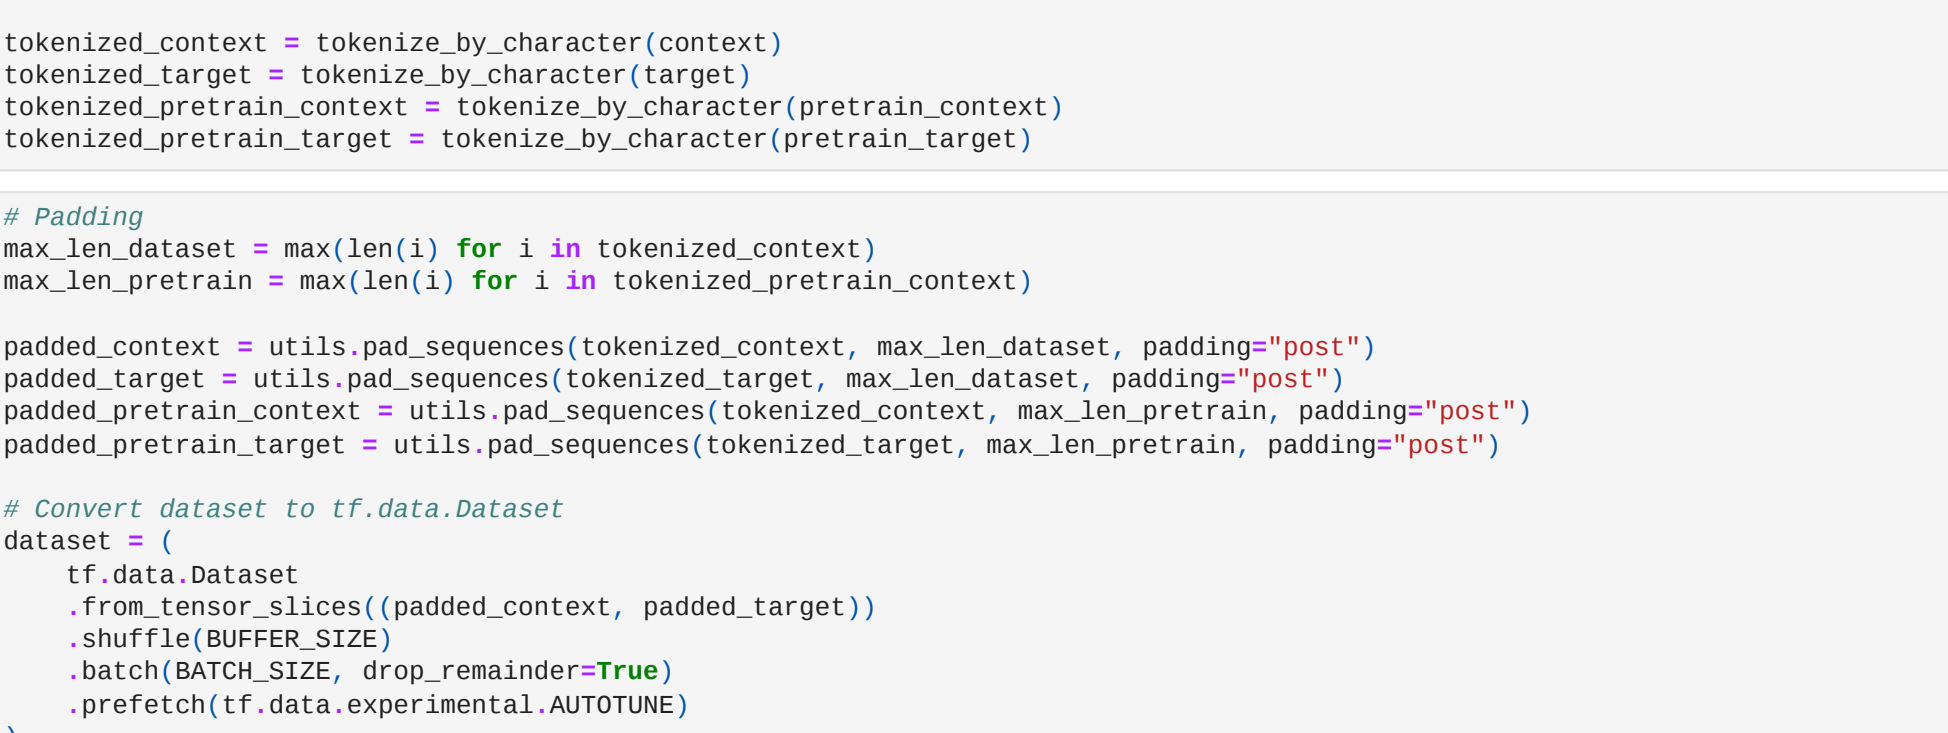 tokenized_context = tokenize_by_character(context)
tokenized_target = tokenize_by_character(target)
tokenized_pretrain_context = tokenize_by_character(pretrain_context)
tokenized_pretrain_target = tokenize_by_character(pretrain_target)
# Padding
max_len_dataset = max(len(i) for i in tokenized_context)
max_len_pretrain = max(len(i) for i in tokenized_pretrain_context)
padded_context = utils.pad_sequences(tokenized_context, max_len_dataset, padding="post")
padded_target = utils.pad_sequences(tokenized_target, max_len_dataset, padding="post")
padded_pretrain_context = utils.pad_sequences(tokenized_context, max_len_pretrain, padding="post")
padded_pretrain_target = utils.pad_sequences(tokenized_target, max_len_pretrain, padding="post")
# Convert dataset to tf.data.Dataset
dataset = (
    tf.data.Dataset
    .from_tensor_slices((padded_context, padded_target))
    .shuffle(BUFFER_SIZE)
    .batch(BATCH_SIZE, drop_remainder=True)
    .prefetch(tf.data.experimental.AUTOTUNE)
)